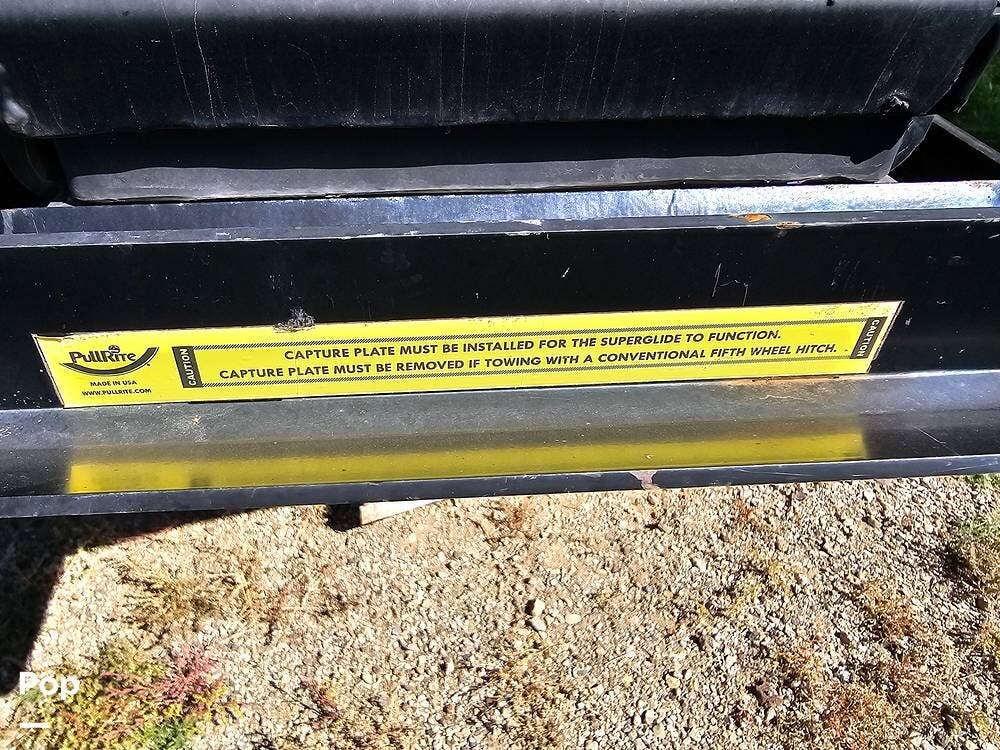 PULLRITE
MADE IN USA
WWW.PULLRITE.COM
CAUTION
CAPTURE PLATE MUST BE INSTALLED FOR THE SUPERGLIDE TO FUNCTION.
CAPTURE PLATE MUST BE REMOVED IF TOWING WITH A CONVENTIONAL FIFTH WHEEL HITCH.
CAUTION
Pop